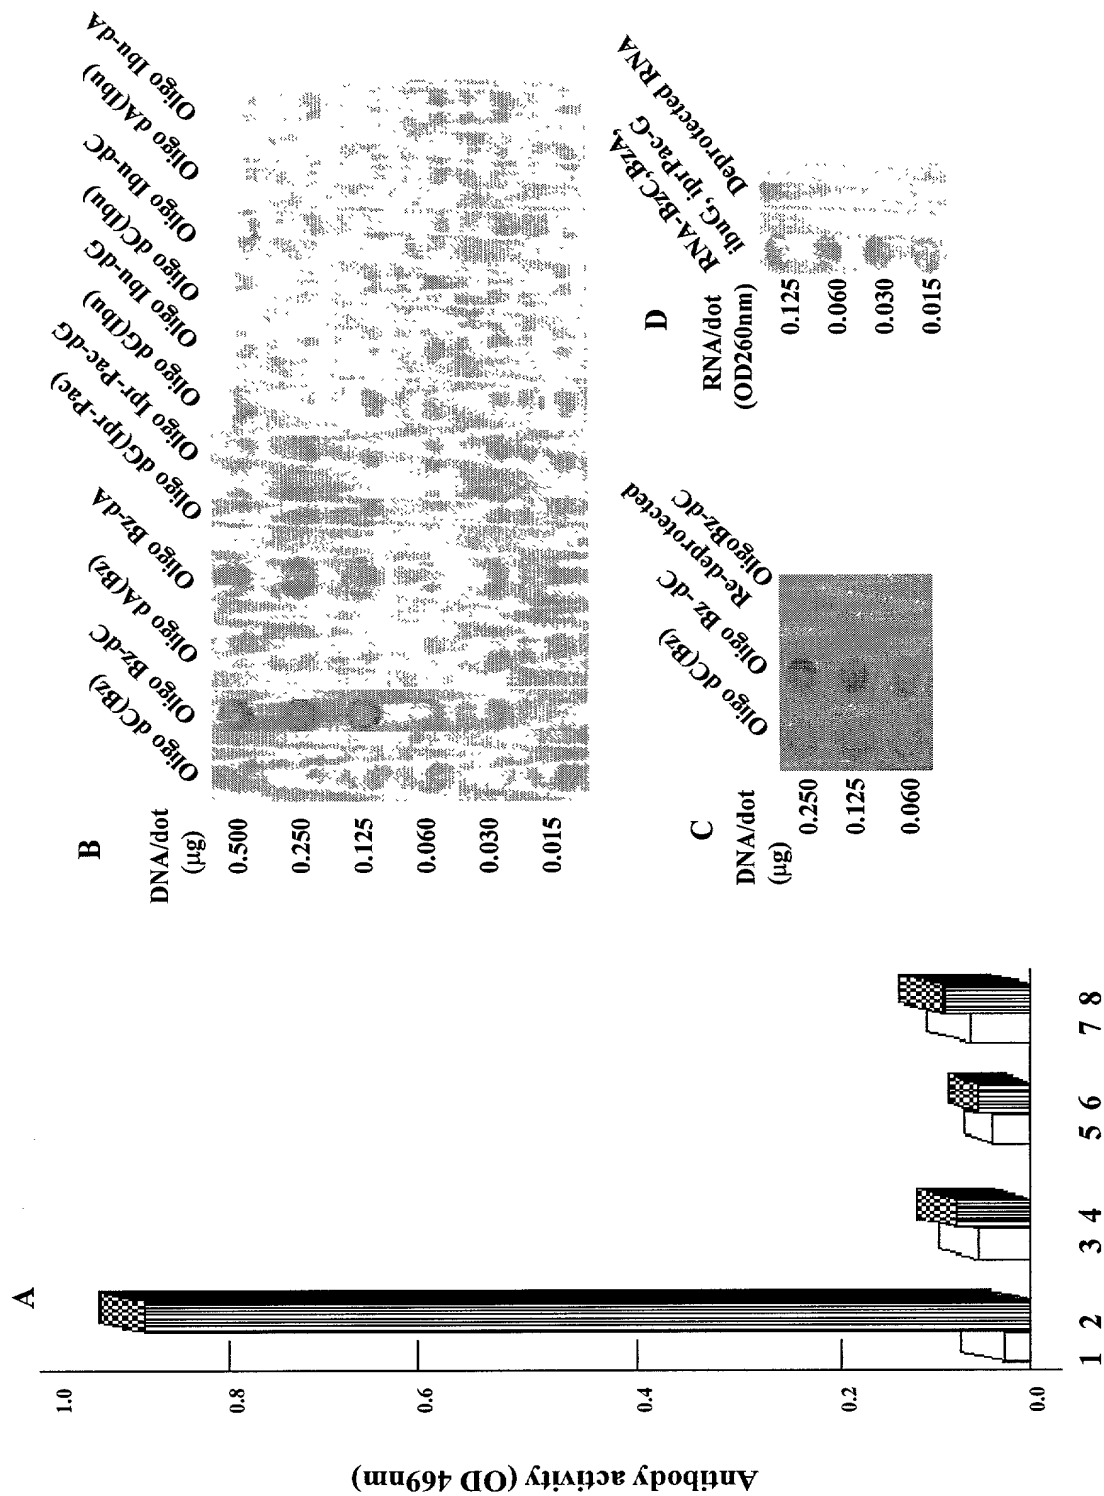 A
Antibody activity (OD 469nm)
1.0
0.8
0.6
0.4
0.2
0.0
1 2 3 4 5 6 7 8
B
DNA/dot
(µg)
0.500
0.250
0.125
0.060
0.030
0.015
Oligo dC(Bz)
Oligo Bz-dC
Oligo dA(Bz)
Oligo Bz-dA
Oligo dG(Ipr-Pac)
Oligo Ipr-Pac-dG
Oligo dG(Ibu)
Oligo Ibu-dG
Oligo dC(Ibu)
Oligo Ibu-dC
Oligo dA(Ibu)
Oligo Ibu-dA
C
DNA/dot
(µg)
0.250
0.125
0.060
Oligo dC(Bz)
Oligo Bz -dC
Re-deprotected
OligoBz-dC
D
RNA/dot
(OD260nm)
0.125
0.060
0.030
0.015
RNA-BzC,BzA,
ibuG, iprPac-G
Deprotected RNA